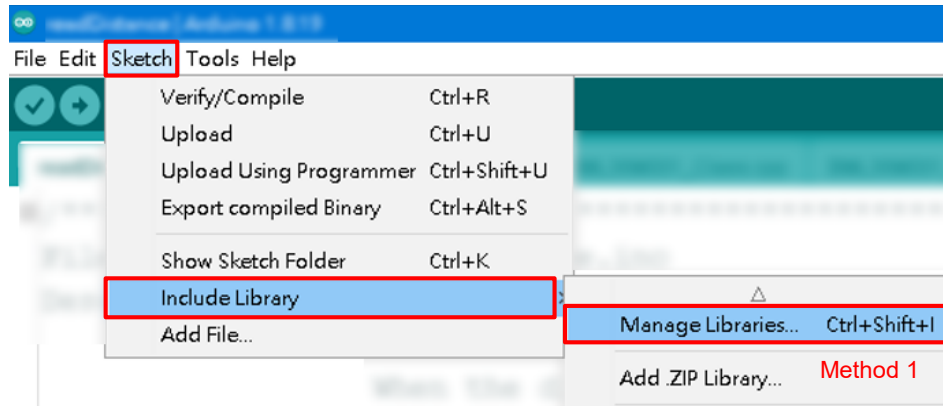 File Edit Sketch Tools Help
Verify/Compile Ctrl+R
Upload Ctrl+U
Upload Using Programmer Ctrl+Shift+U
Export compiled Binary Ctrl+Alt+S
Show Sketch Folder Ctrl+K
Include Library
Add File...
Manage Libraries... Ctrl+Shift+I
Add .ZIP Library...
Method 1